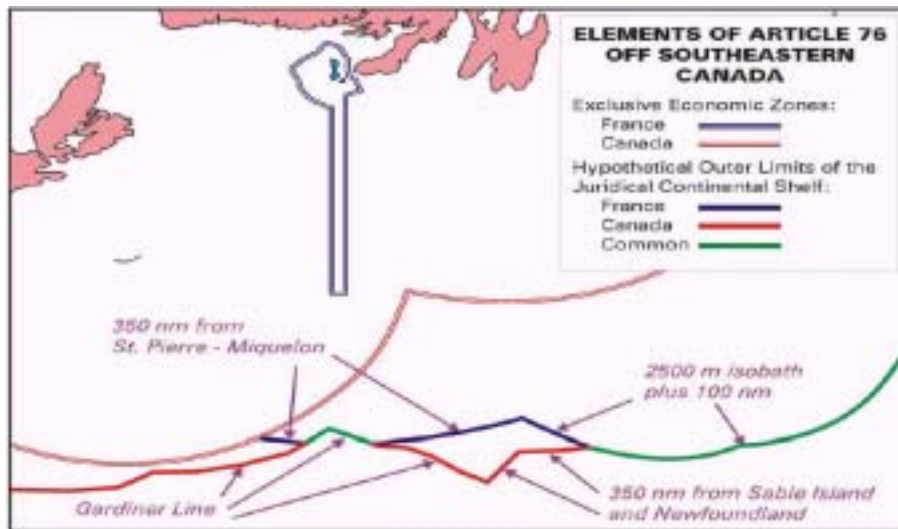 ELEMENTS OF ARTICLE 76
OFF SOUTHEASTERN
CANADA
Exclusive Economic Zones:
France
Canada
Hypothetical Outer Limits of the
Juridical Continental Shelf:
France
Canada
Common
350 nm from
St. Pierre - Miquelon
2500 m isobath
plus 100 nm
Gardiner Line
350 nm from Sable Island
and Newfoundland